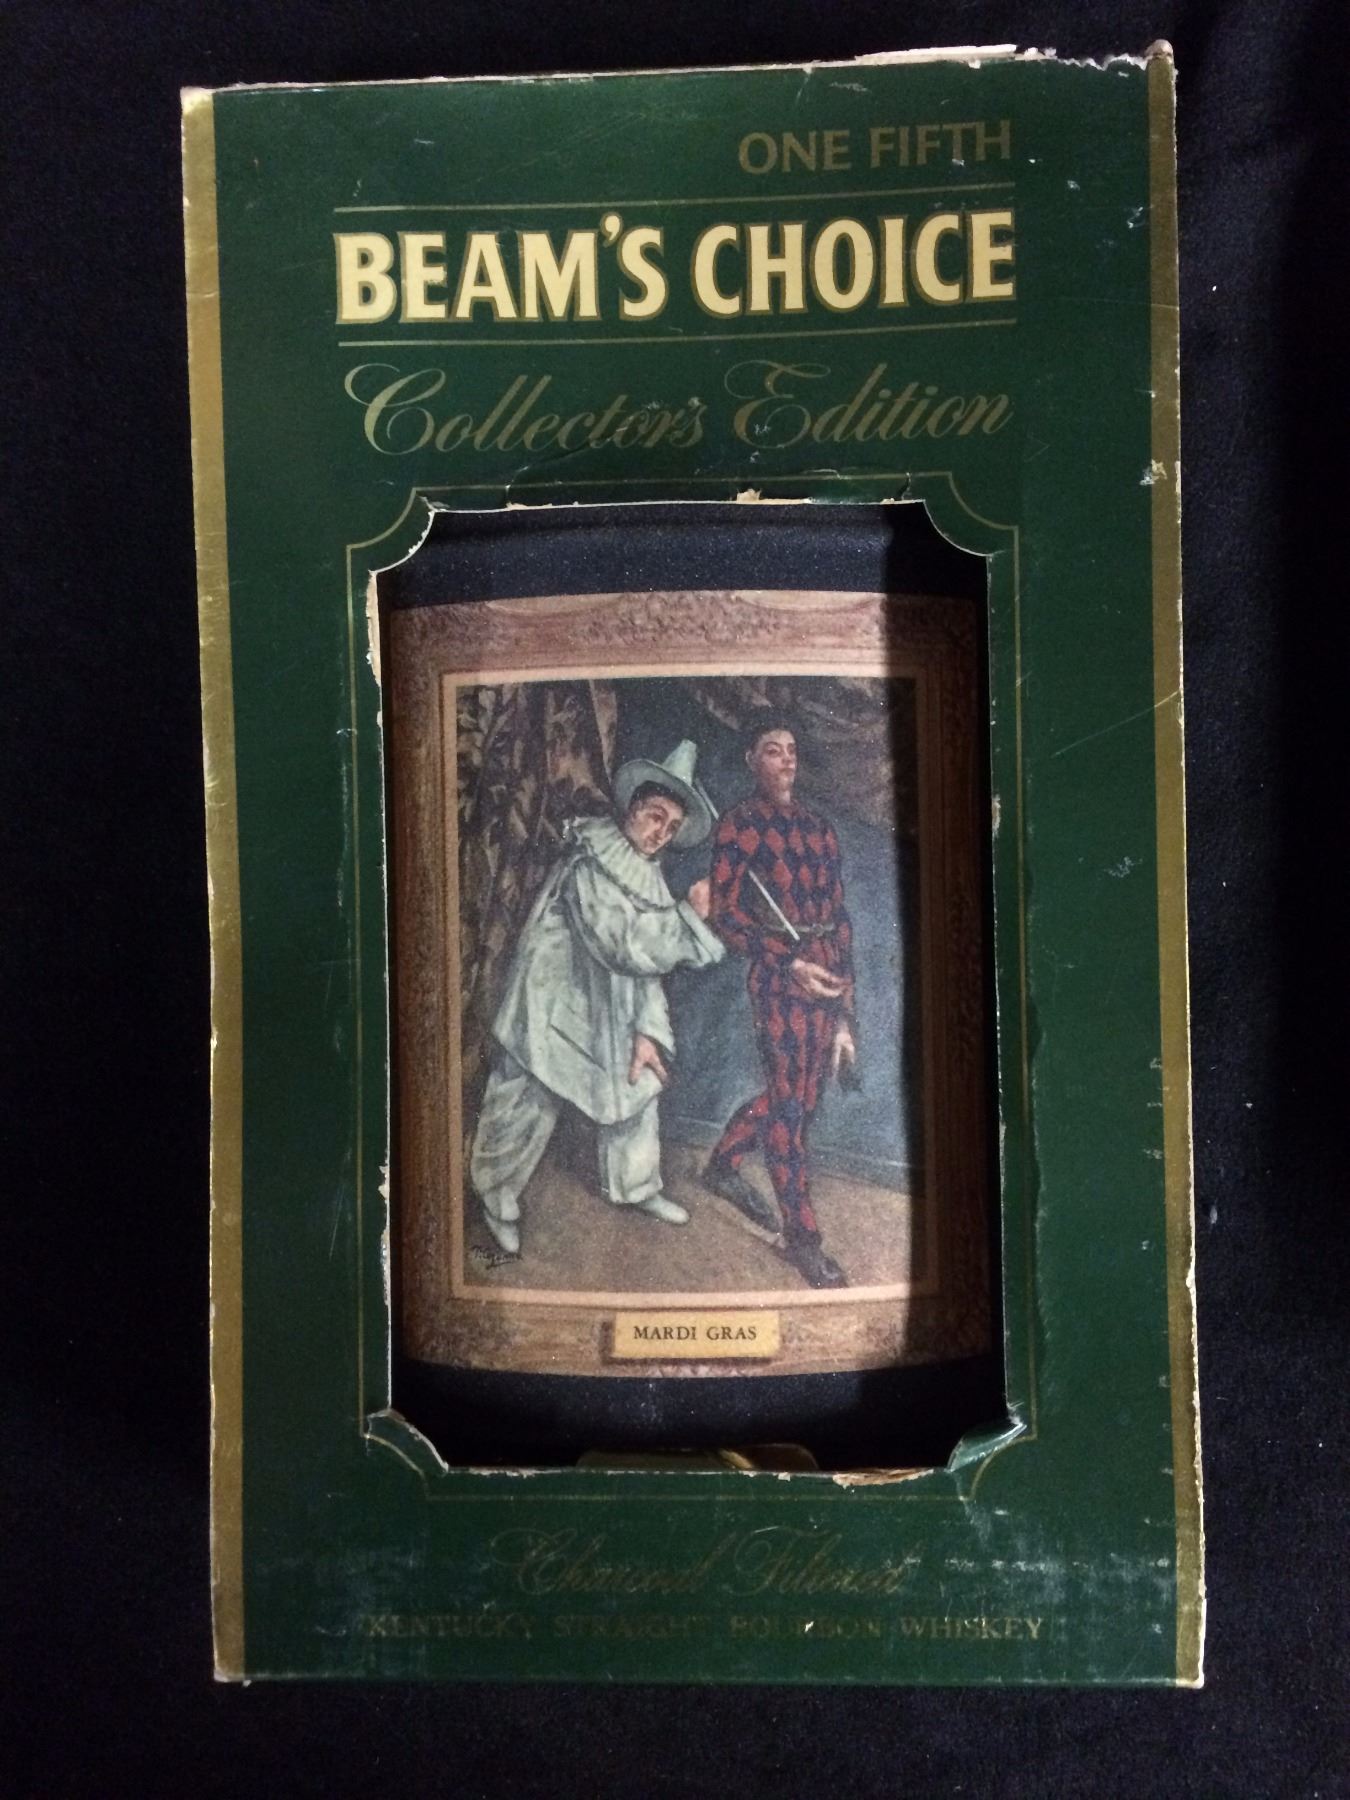 ONE FIFTH
BEAM'S CHOICE
Collector's Edition
MARDI GRAS
Charcoal Filtered
KENTUCKY STRAIGHT BOURBON WHISKEY